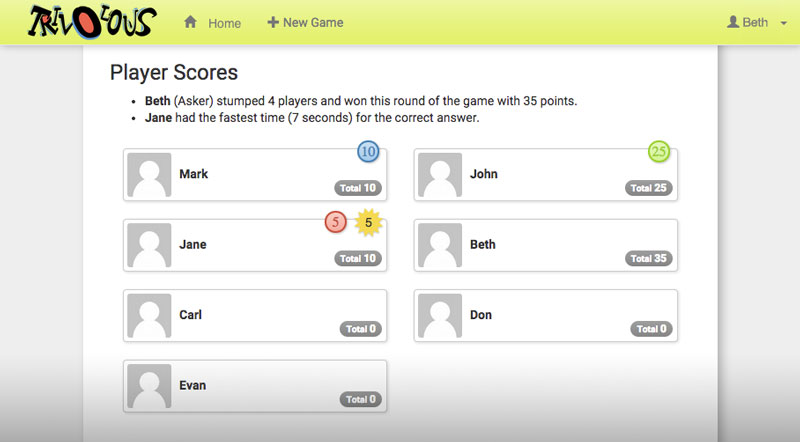 TRIVOLOUS Home + New Game Beth
Player Scores
• Beth (Asker) stumped 4 players and won this round of the game with 35 points.
• Jane had the fastest time (7 seconds) for the correct answer.
10
Mark
Total 10
25
John
Total 25
5 5
Jane
Total 10
Beth
Total 35
Carl
Total 0
Don
Total 0
Evan
Total 0